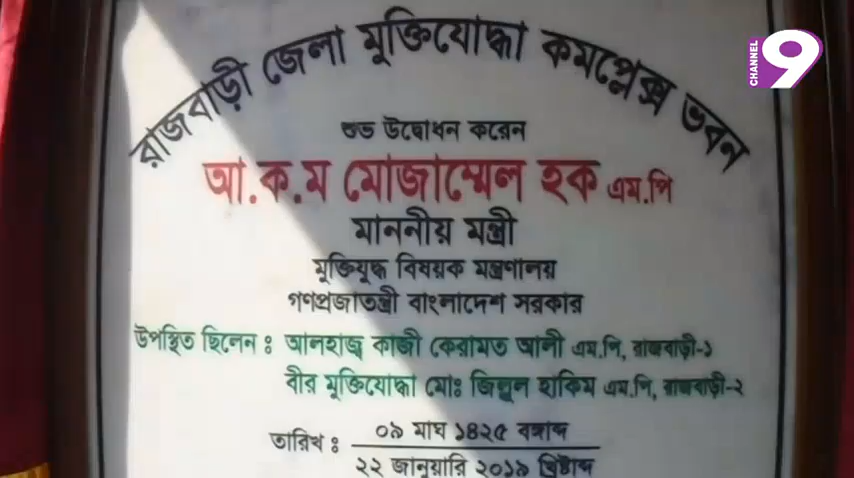 CHANNEL 9
রাজবাড়ী জেলা মুক্তিযোদ্ধা কমপ্লেক্স ভবন
শুভ উদ্বোধন করেন
আ.ক.ম মোজাম্মেল হক এম.পি
মাননীয় মন্ত্রী
মুক্তিযুদ্ধ বিষয়ক মন্ত্রণালয়
গণপ্রজাতন্ত্রী বাংলাদেশ সরকার
উপস্থিত ছিলেন : আলহাজ্ব কাজী কেরামত আলী এম.পি, রাজবাড়ী-১
বীর মুক্তিযোদ্ধা মোঃ জিল্লুল হাকিম এম.পি, রাজবাড়ী-২
তারিখ : ০৯ মাঘ ১৪২৫ বঙ্গাব্দ
২২ জানুয়ারি ২০১৯ খ্রিষ্টাব্দ